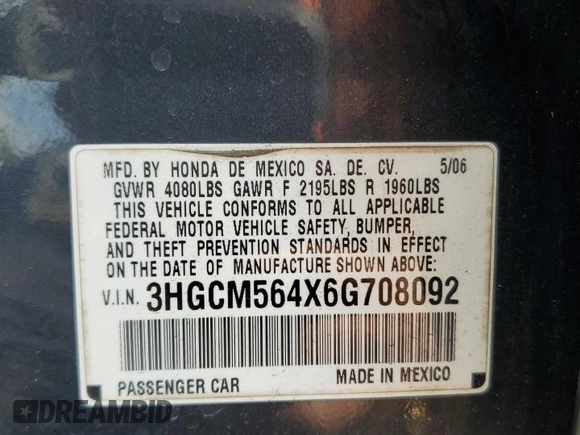 MFD. BY HONDA DE MEXICO SA. DE. CV. 5/06
GVWR 4080LBS GAWR F 2195LBS R 1960LBS
THIS VEHICLE CONFORMS TO ALL APPLICABLE
FEDERAL MOTOR VEHICLE SAFETY, BUMPER,
AND THEFT PREVENTION STANDARDS IN EFFECT
ON THE DATE OF MANUFACTURE SHOWN ABOVE:
V.I.N. 3HGCM564X6G708092
PASSENGER CAR MADE IN MEXICO
DREAMBID